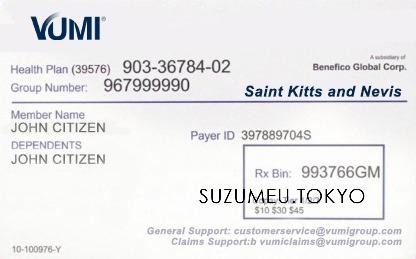 VUMI®
A subsidiary of
Benefico Global Corp.
Health Plan (39576) 903-36784-02
Group Number: 967999990
Saint Kitts and Nevis
Member Name
JOHN CITIZEN
DEPENDENTS
JOHN CITIZEN
Payer ID 397889704S
Rx Bin: 993766GM
SUZUMEU.TOKYO
$10 $30 $45
General Support: customerservice@vumigroup.com
Claims Support:b vumiclaims@vumigroup.com
10-100976-Y